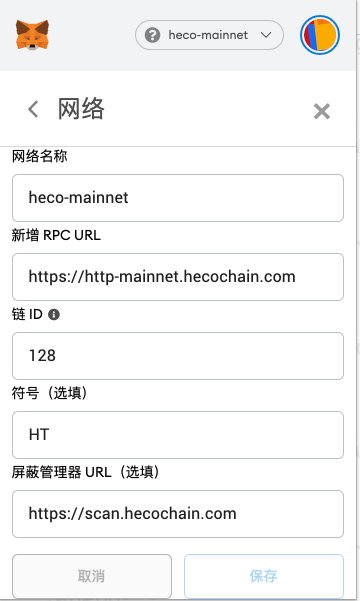 heco-mainnet
网络
网络名称
heco-mainnet
新增 RPC URL
https://http-mainnet.hecochain.com
链 ID
128
符号（选填）
HT
屏蔽管理器 URL（选填）
https://scan.hecochain.com
取消
保存